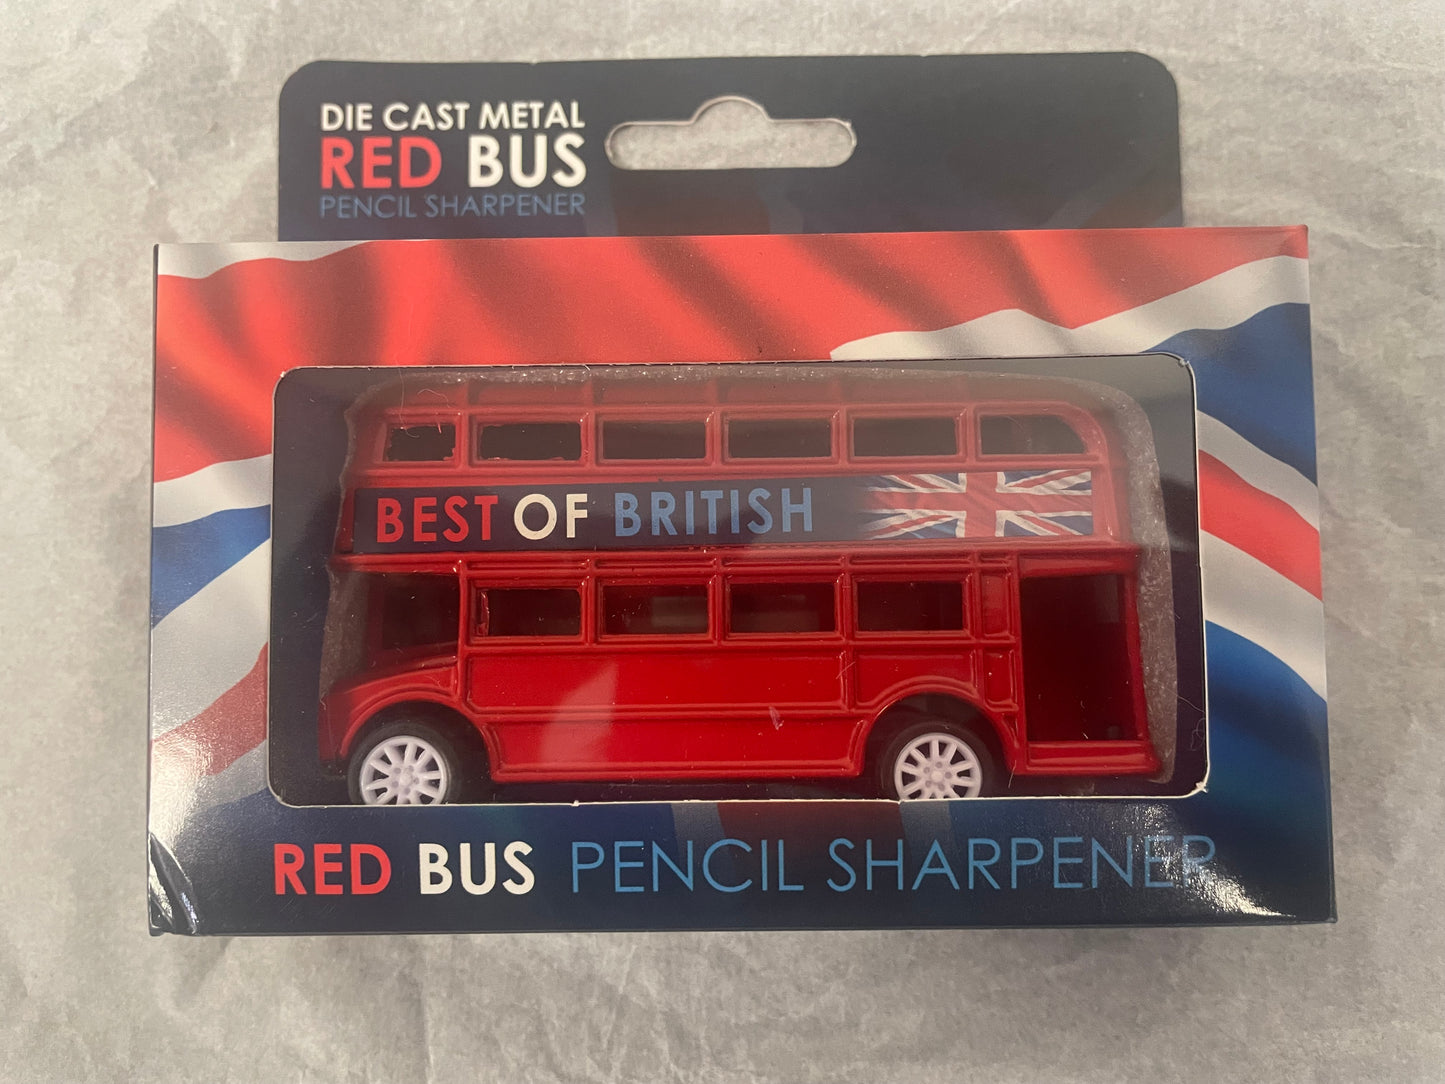 DIE CAST METAL
RED BUS
PENCIL SHARPENER
BEST OF BRITISH
RED BUS PENCIL SHARPENER